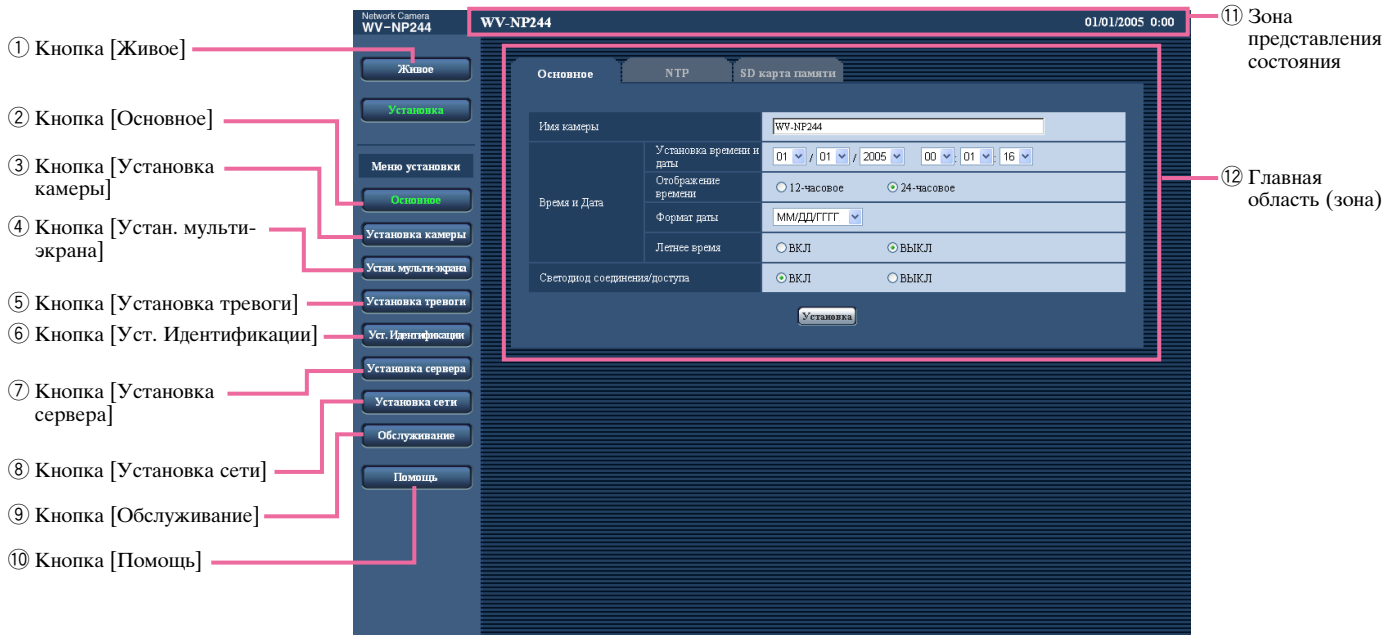 ① Кнопка [Живое]
② Кнопка [Основное]
③ Кнопка [Установка
камеры]
④ Кнопка [Устан. мульти-
экрана]
⑤ Кнопка [Установка тревоги]
⑥ Кнопка [Уст. Идентификации]
⑦ Кнопка [Установка
сервера]
⑧ Кнопка [Установка сети]
⑨ Кнопка [Обслуживание]
⑩ Кнопка [Помощь]
Network Camera
WV-NP244
Живое
Установка
Меню установки
Основное
Установка камеры
Устан. мульти-экрана
Установка тревоги
Уст. Идентификации
Установка сервера
Установка сети
Обслуживание
Помощь
WV-NP244 01/01/2005 0:00
Основное NTP SD карта памяти
Имя камеры WV-NP244
Время и Дата
Установка времени и
даты
01 / 01 / 2005 00 : 01 : 16
Отображение
времени
12-часовое 24-часовое
Формат даты ММ/ДД/ГГГГ
Летнее время ВКЛ ВЫКЛ
Светодиод соединения/доступа ВКЛ ВЫКЛ
Установка
⑪ Зона
представления
состояния
⑫ Главная
область (зона)